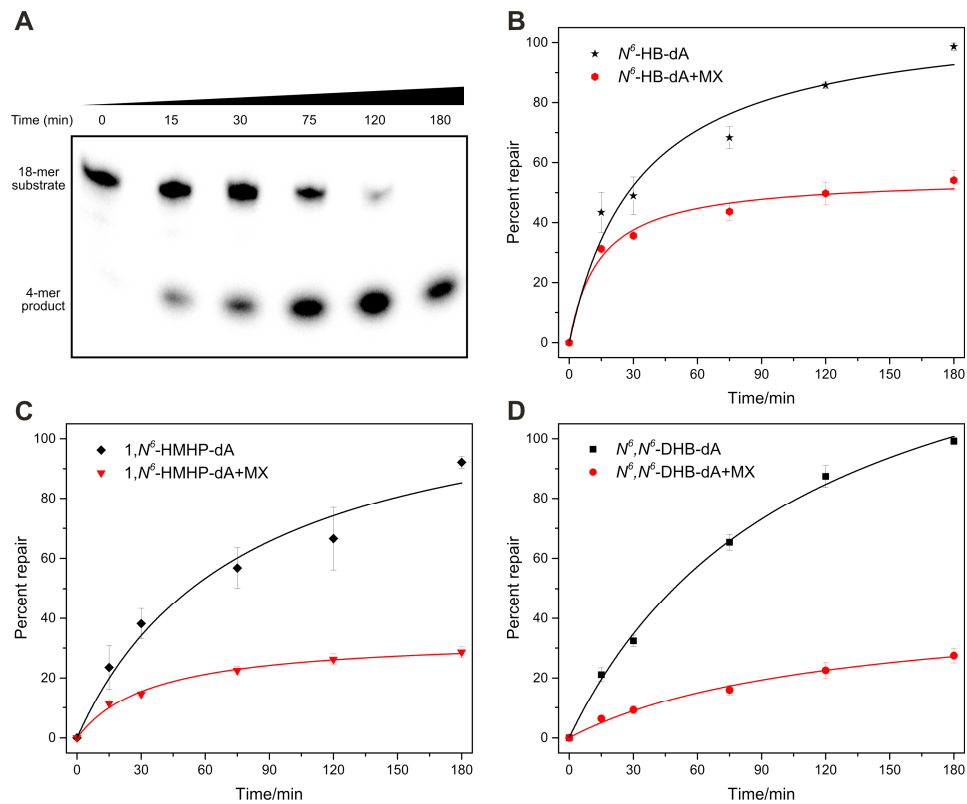 A
Time (min) 0 15 30 75 120 180
18-mer
substrate
4-mer
product
B
N⁶-HB-dA
N⁶-HB-dA+MX
Percent repair
100
80
60
40
20
0
0 30 60 90 120 150 180
Time/min
C
1,N⁶-HMHP-dA
1,N⁶-HMHP-dA+MX
Percent repair
100
80
60
40
20
0
0 30 60 90 120 150 180
Time/min
D
N⁶,N⁶-DHB-dA
N⁶,N⁶-DHB-dA+MX
Percent repair
100
80
60
40
20
0
0 30 60 90 120 150 180
Time/min